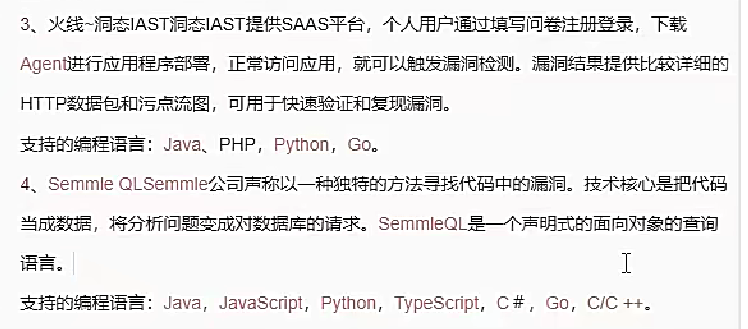 3、火线~洞态IAST洞态IAST提供SAAS平台，个人用户通过填写问卷注册登录，下载
Agent进行应用程序部署，正常访问应用，就可以触发漏洞检测。漏洞结果提供比较详细的
HTTP数据包和污点流图，可用于快速验证和复现漏洞。
支持的编程语言：Java、PHP，Python，Go。
4、Semmle QLSemmle公司声称以一种独特的方法寻找代码中的漏洞。技术核心是把代码
当成数据，将分析问题变成对数据库的请求。SemmleQL是一个声明式的面向对象的查询
语言。
支持的编程语言：Java，JavaScript，Python，TypeScript，C＃，Go，C/C ++。